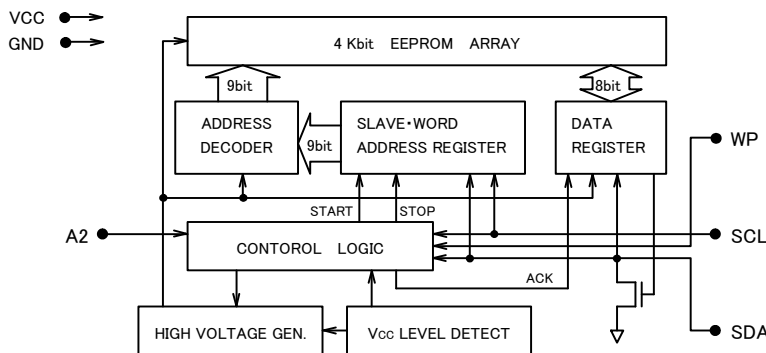 VCC
GND
4 Kbit EEPROM ARRAY
9bit
8bit
ADDRESS
DECODER
9bit
SLAVE・WORD
ADDRESS REGISTER
DATA
REGISTER
WP
START
STOP
A2
CONTOROL LOGIC
SCL
ACK
HIGH VOLTAGE GEN.
Vcc LEVEL DETECT
SDA